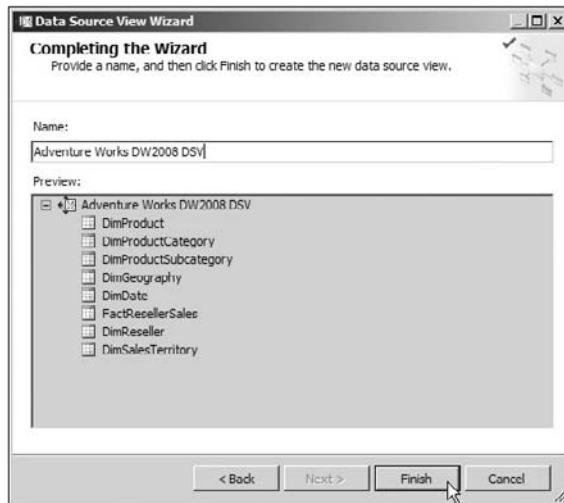 Data Source View Wizard
Completing the Wizard
Provide a name, and then click Finish to create the new data source view.
Name:
Adventure Works DW2008 DSV
Preview:
Adventure Works DW2008 DSV
DimProduct
DimProductCategory
DimProductSubcategory
DimGeography
DimDate
FactResellerSales
DimReseller
DimSalesTerritory
< Back
Next >
Finish
Cancel